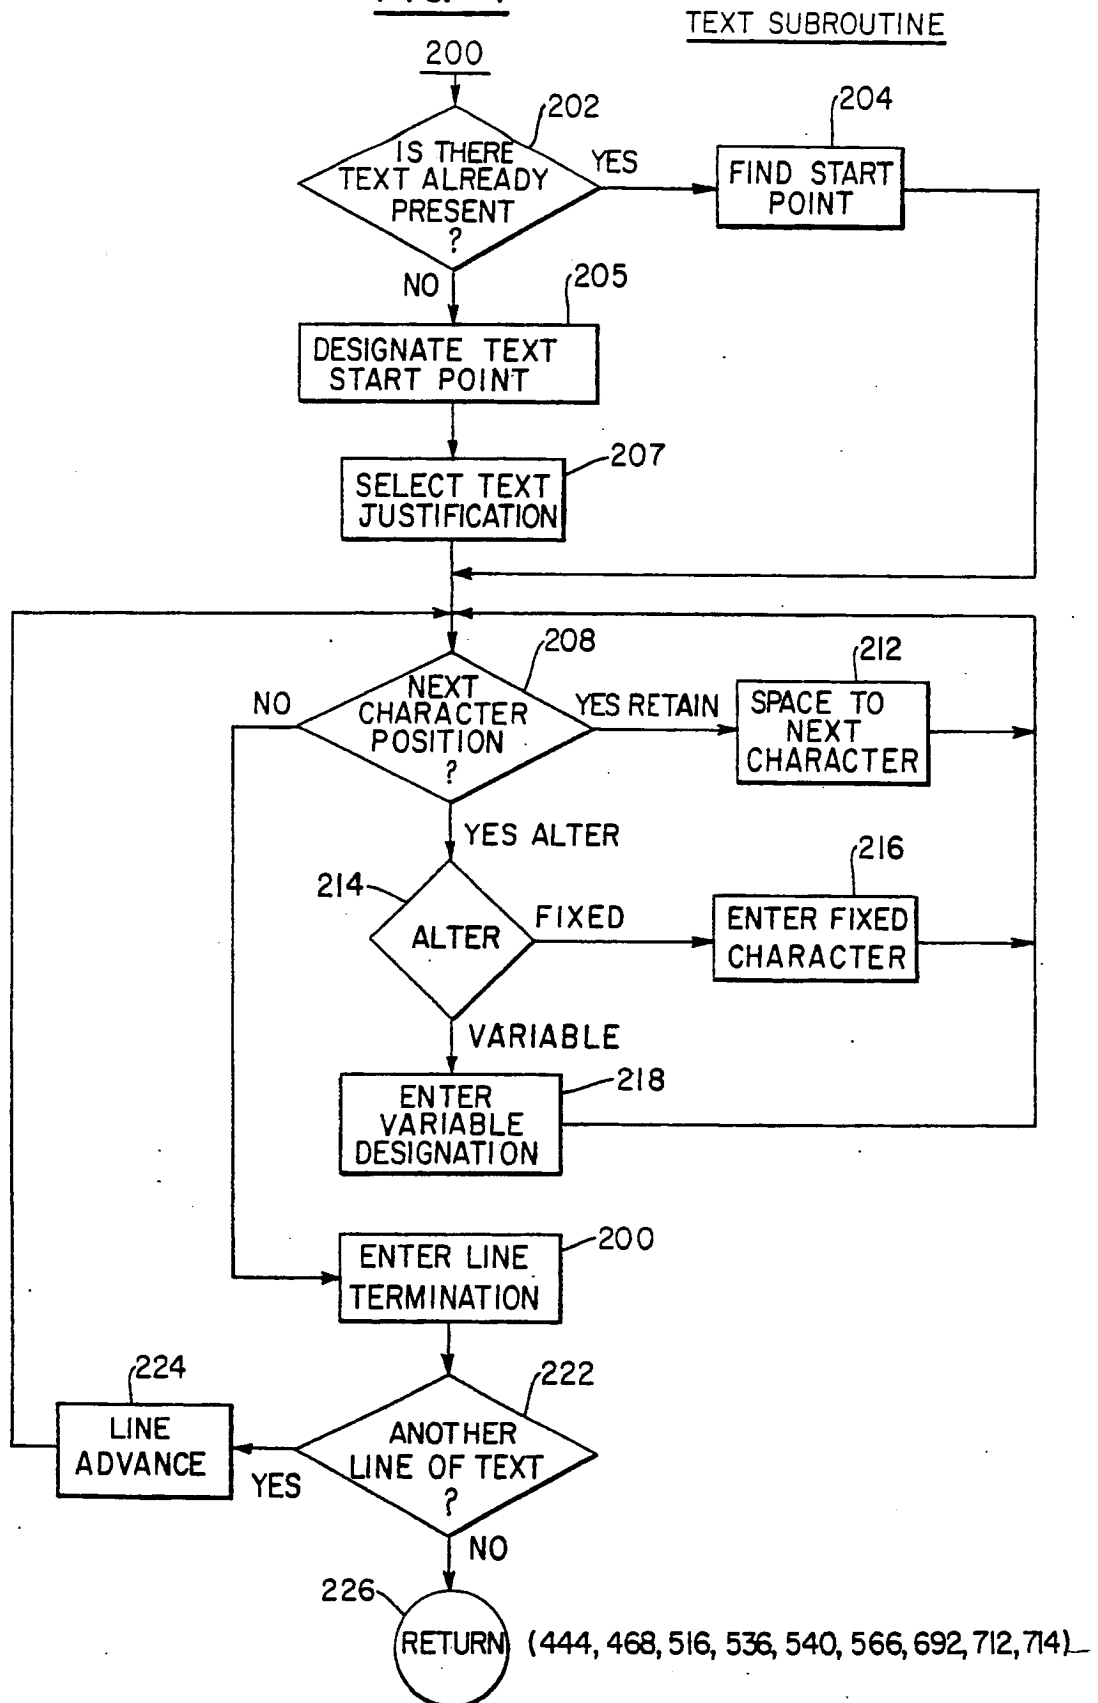 TEXT SUBROUTINE
200
202
IS THERE
TEXT ALREADY
PRESENT
?
YES
204
FIND START
POINT
NO
205
DESIGNATE TEXT
START POINT
207
SELECT TEXT
JUSTIFICATION
208
NEXT
CHARACTER
POSITION
?
NO
YES RETAIN
212
SPACE TO
NEXT
CHARACTER
YES ALTER
214
ALTER
FIXED
216
ENTER FIXED
CHARACTER
VARIABLE
218
ENTER
VARIABLE
DESIGNATION
200
ENTER LINE
TERMINATION
222
ANOTHER
LINE OF TEXT
?
YES
224
LINE
ADVANCE
NO
226
RETURN
(444, 468, 516, 536, 540, 566, 692, 712, 714)